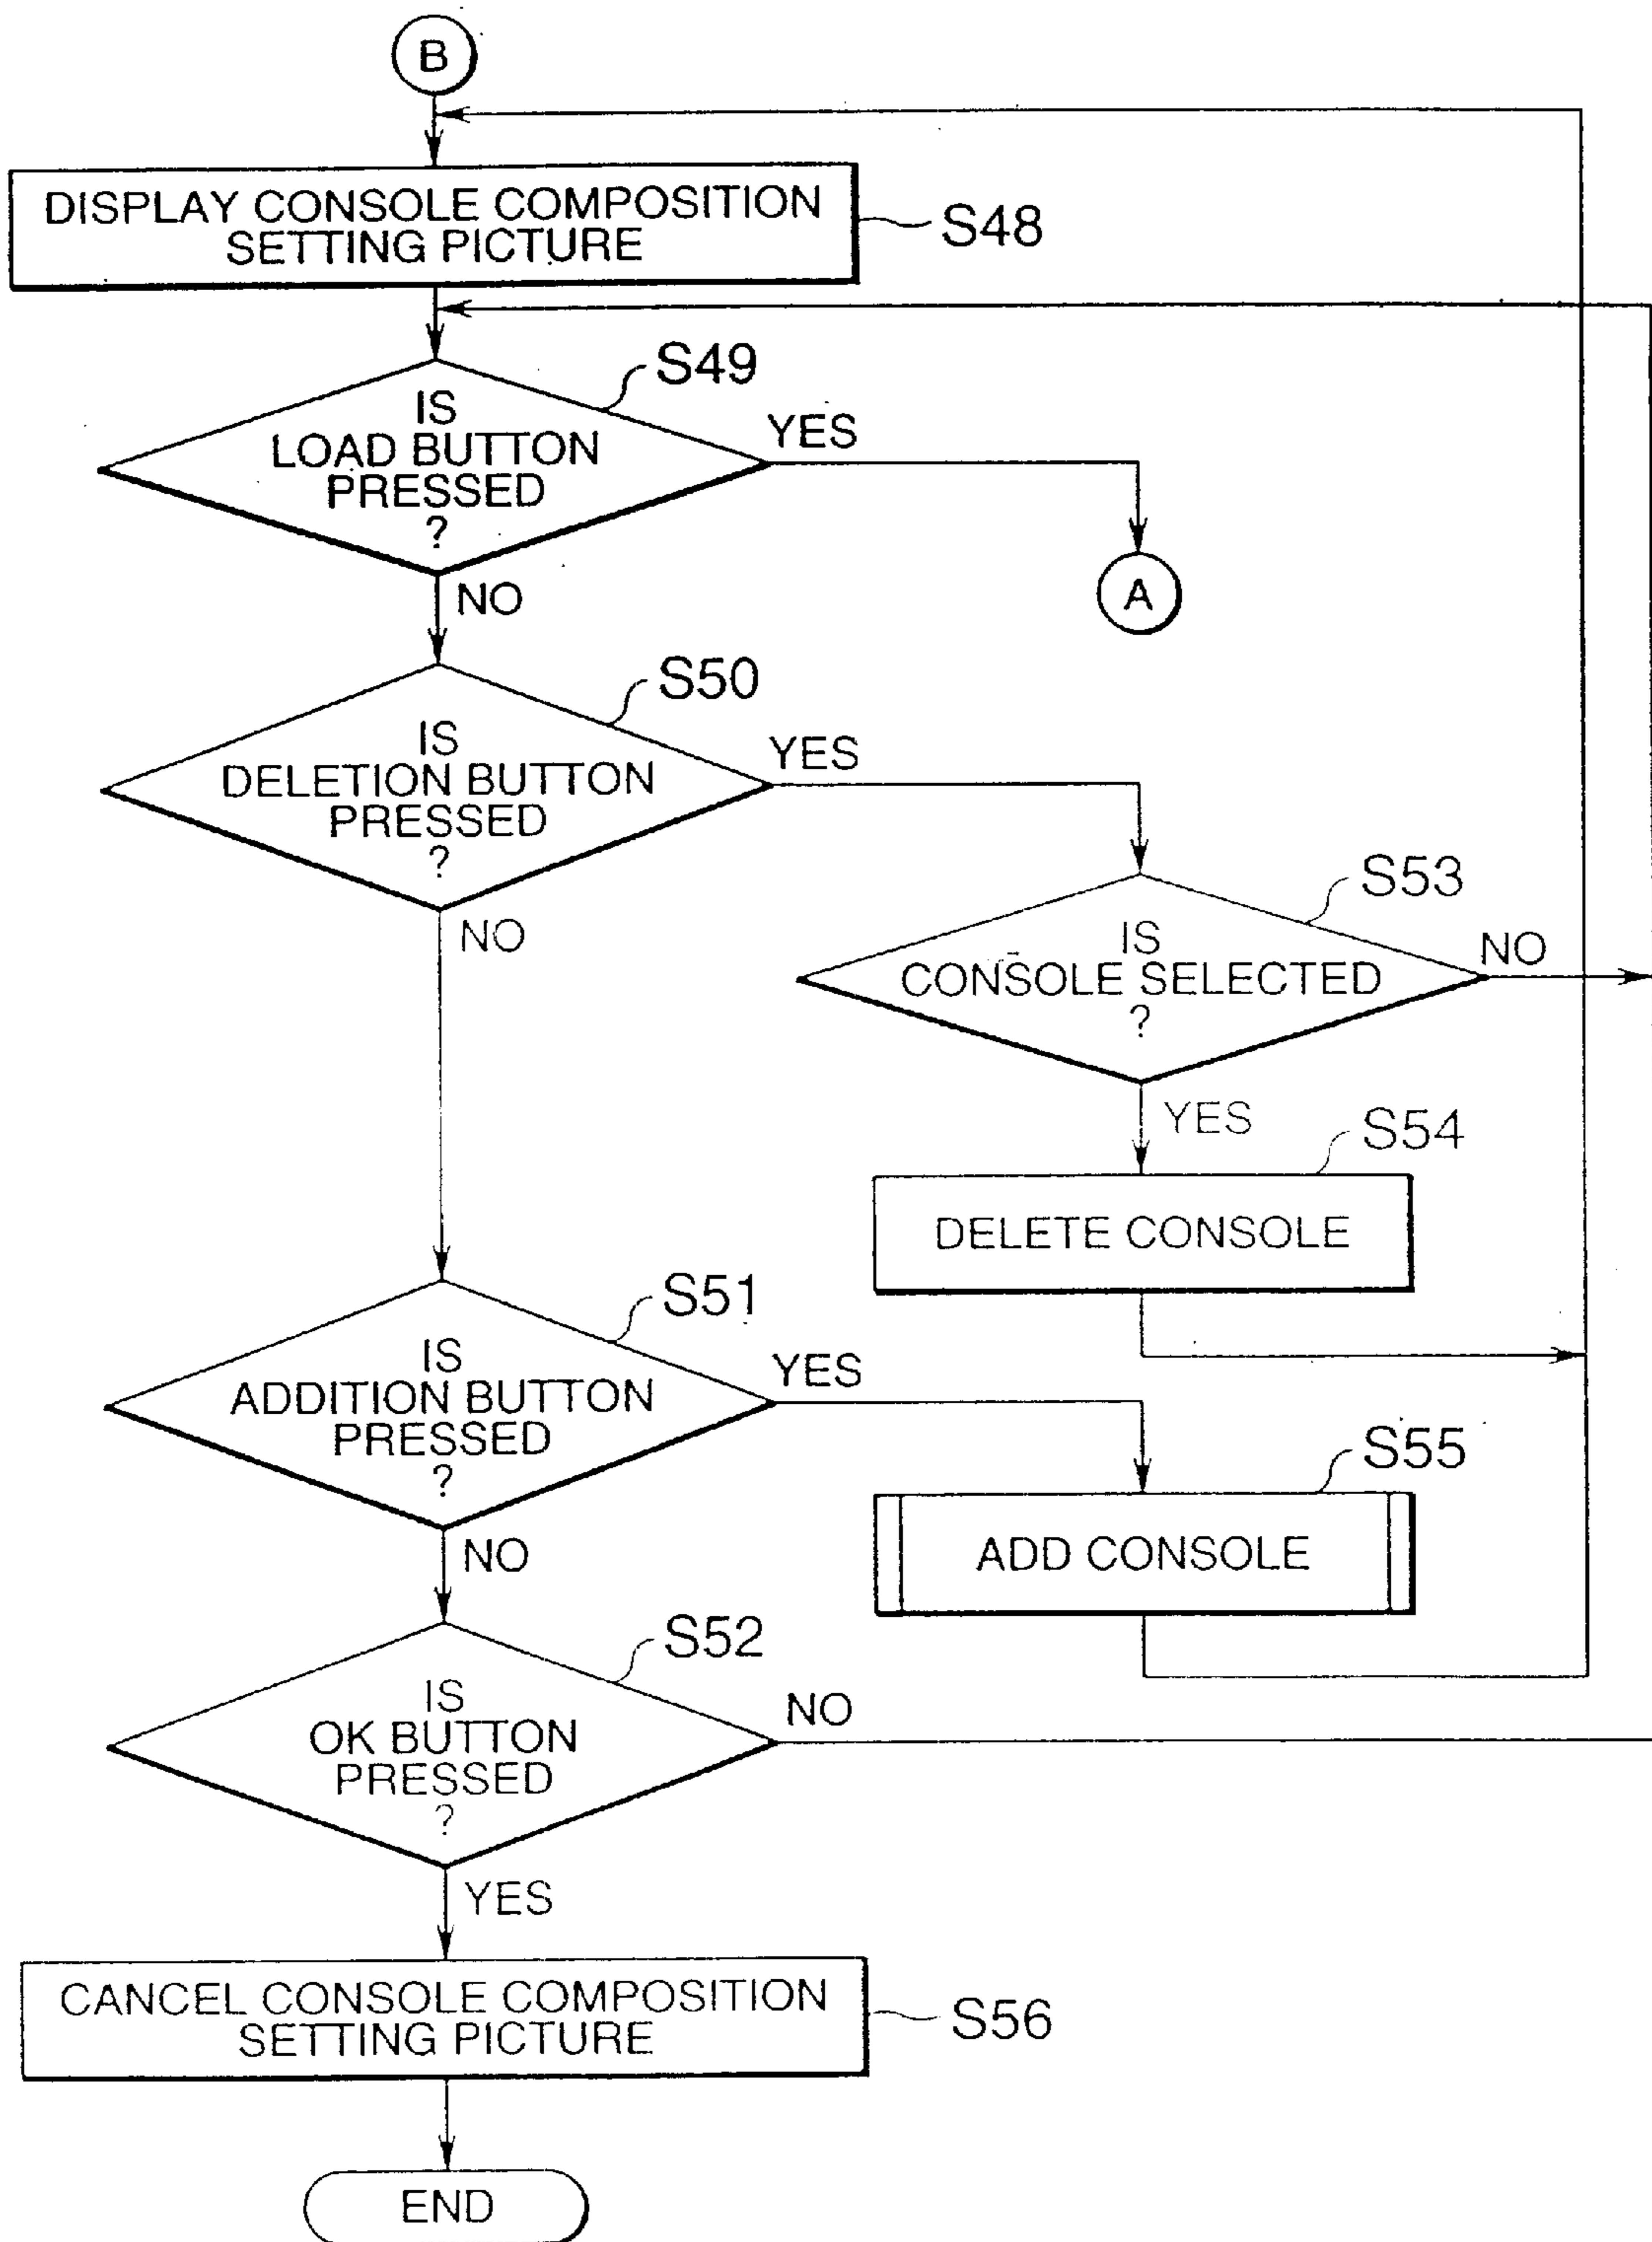 B
DISPLAY CONSOLE COMPOSITION
SETTING PICTURE
S48
S49
IS
LOAD BUTTON
PRESSED
?
YES
NO
A
S50
IS
DELETION BUTTON
PRESSED
?
YES
NO
S53
IS
CONSOLE SELECTED
?
NO
YES
S54
DELETE CONSOLE
S51
IS
ADDITION BUTTON
PRESSED
?
YES
NO
S55
ADD CONSOLE
S52
IS
OK BUTTON
PRESSED
?
NO
YES
CANCEL CONSOLE COMPOSITION
SETTING PICTURE
S56
END